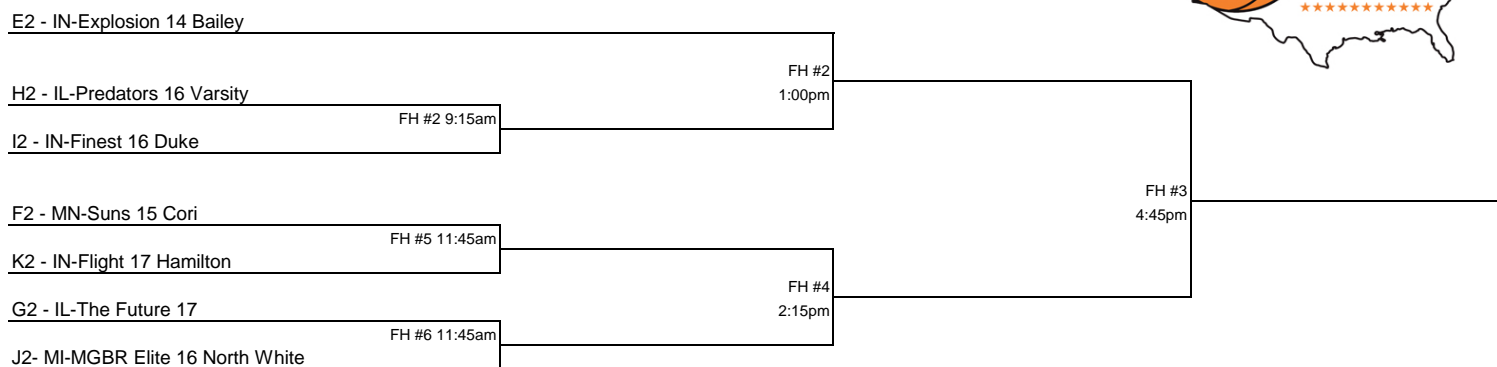 E2 - IN-Explosion 14 Bailey
FH #2
H2 - IL-Predators 16 Varsity
1:00pm
FH #2 9:15am
I2 - IN-Finest 16 Duke
FH #3
F2 - MN-Suns 15 Cori
4:45pm
FH #5 11:45am
K2 - IN-Flight 17 Hamilton
FH #4
G2 - IL-The Future 17
2:15pm
FH #6 11:45am
J2- MI-MGBR Elite 16 North White